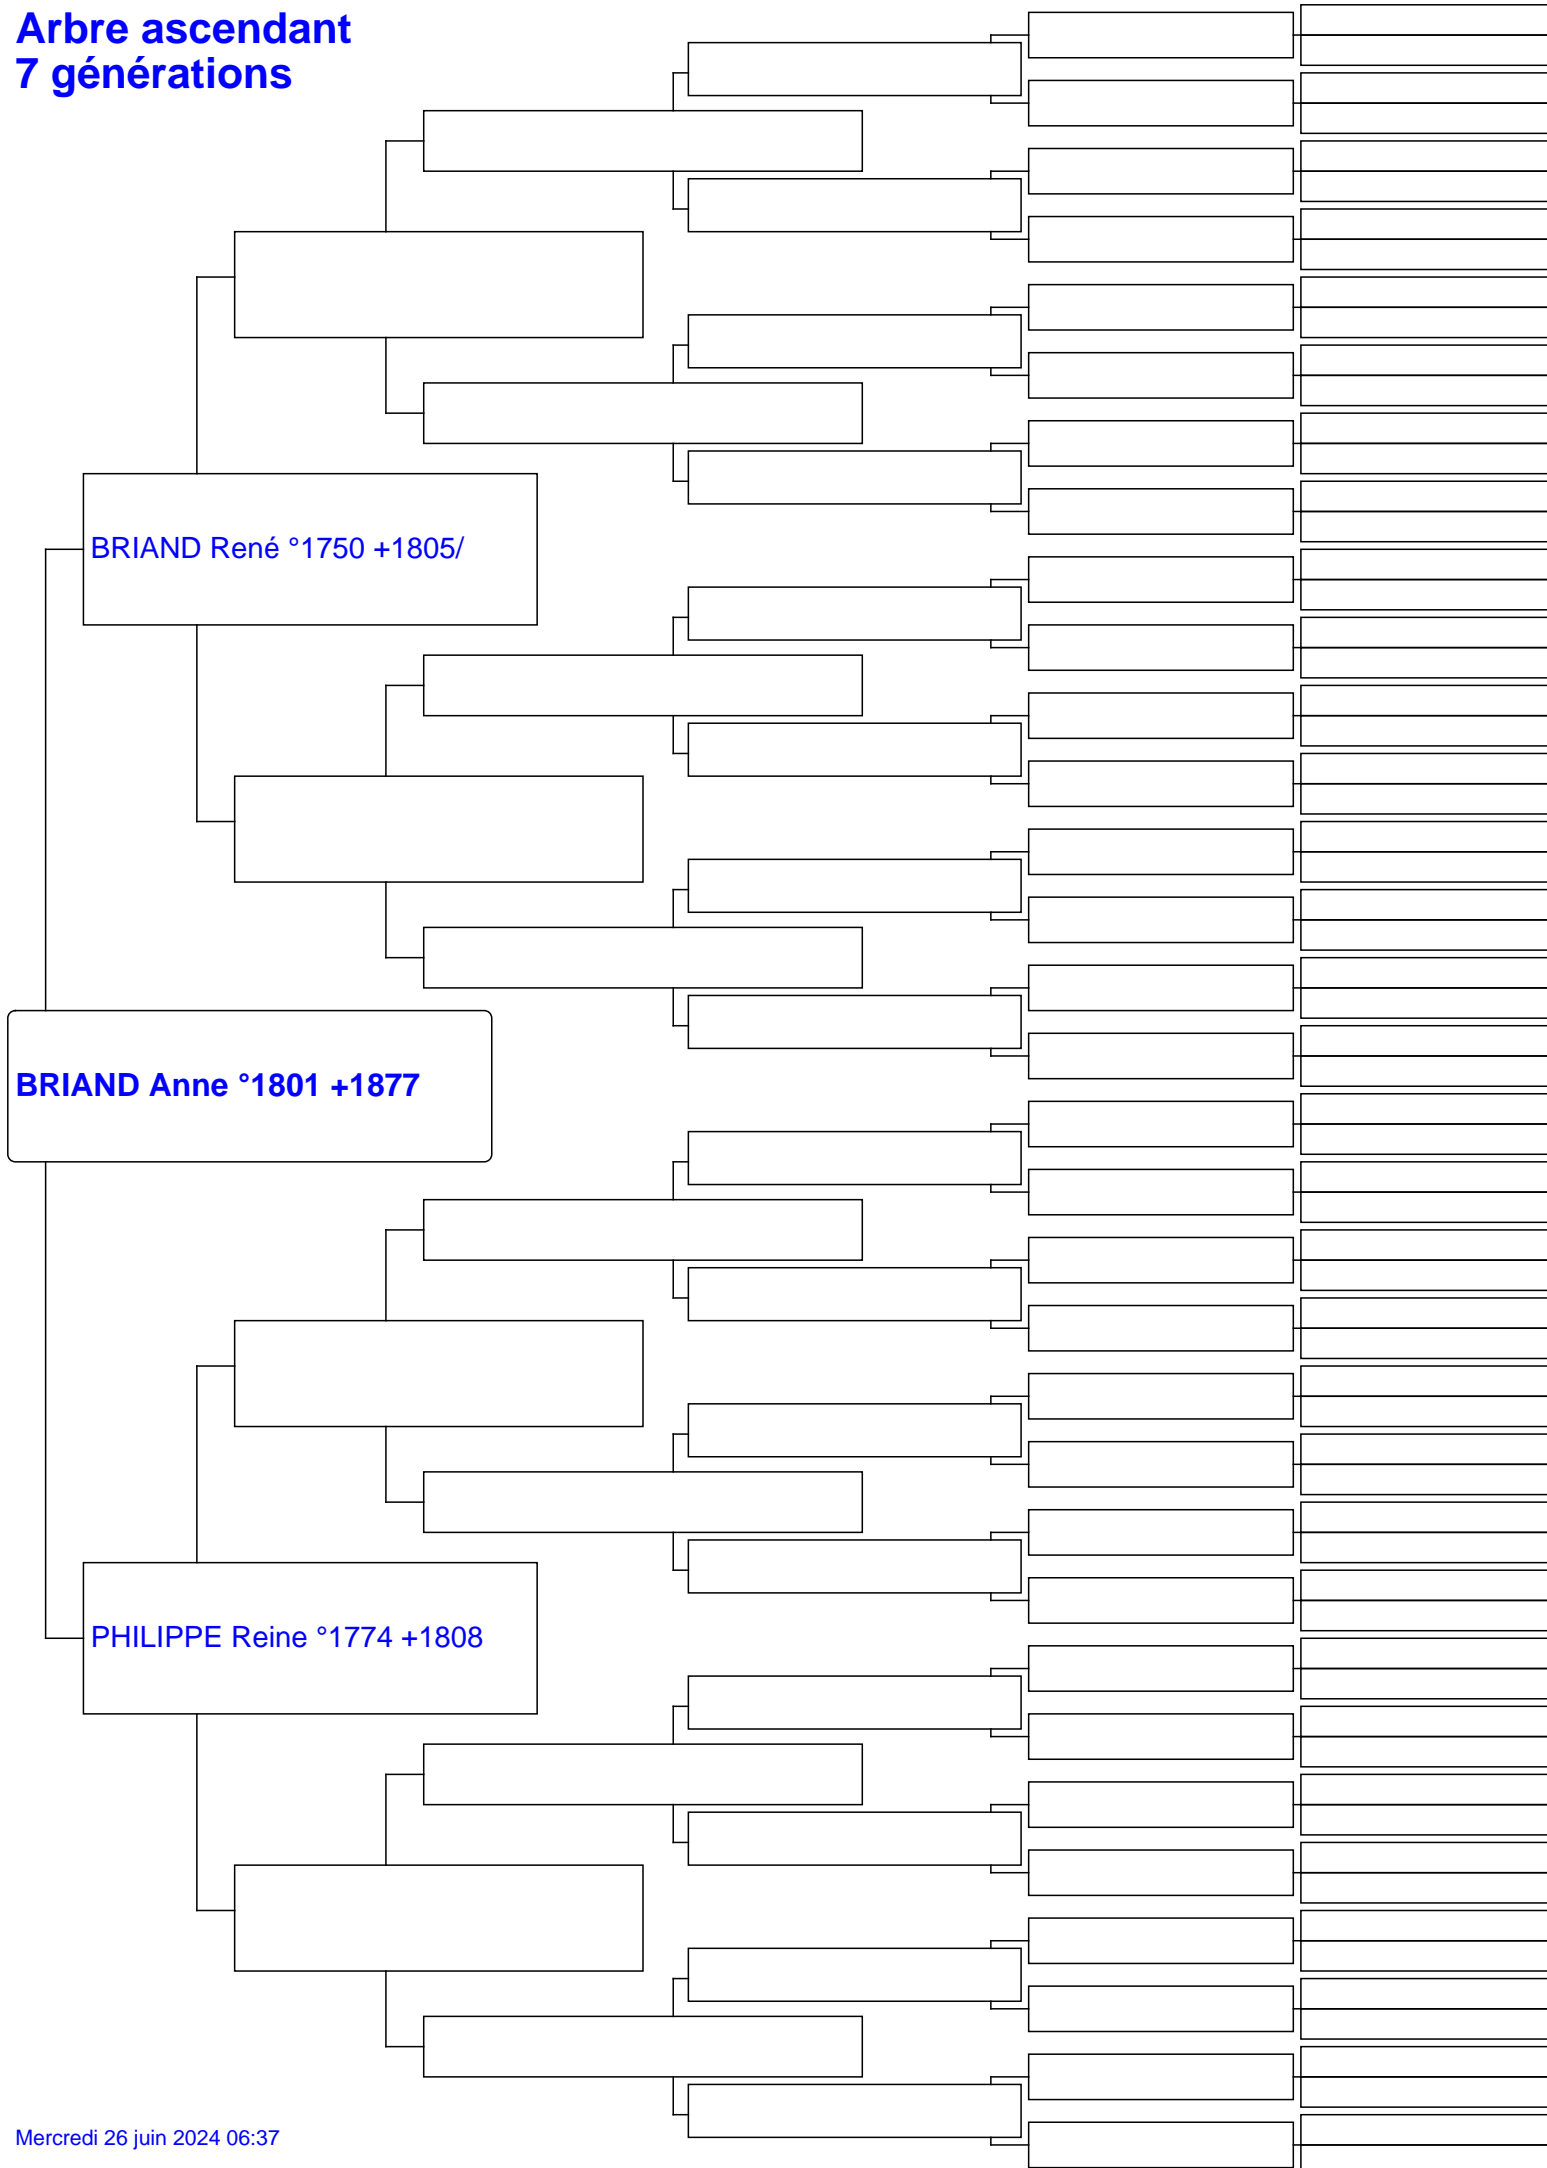 Arbre ascendant
7 générations
BRIAND René °1750 +1805/
BRIAND Anne °1801 +1877
PHILIPPE Reine °1774 +1808
Mercredi 26 juin 2024 06:37